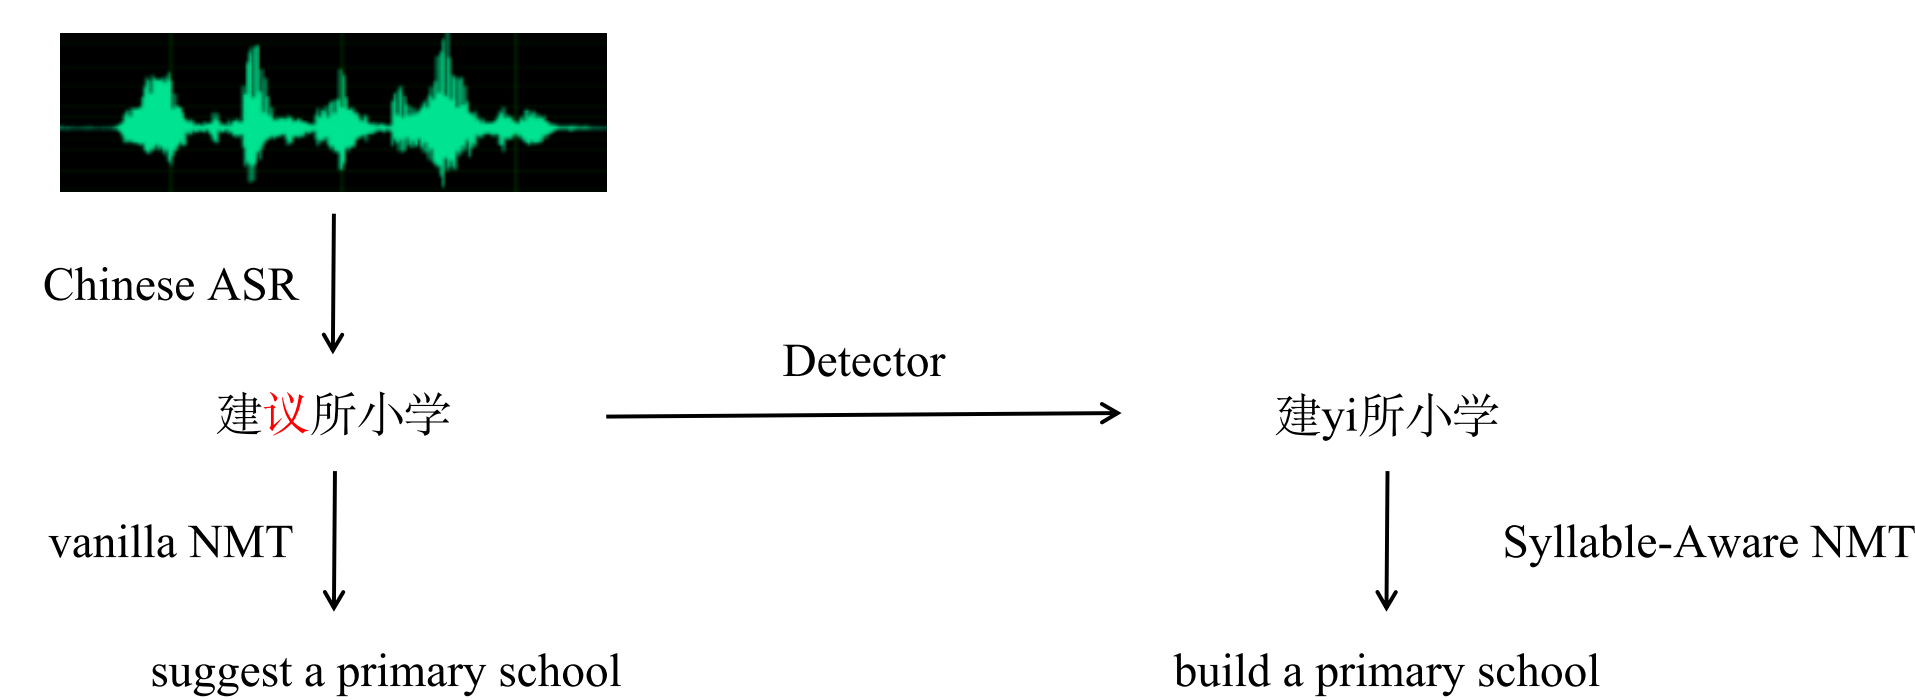 Chinese ASR
Detector
建议所小学
建yi所小学
vanilla NMT
Syllable-Aware NMT
suggest a primary school
build a primary school